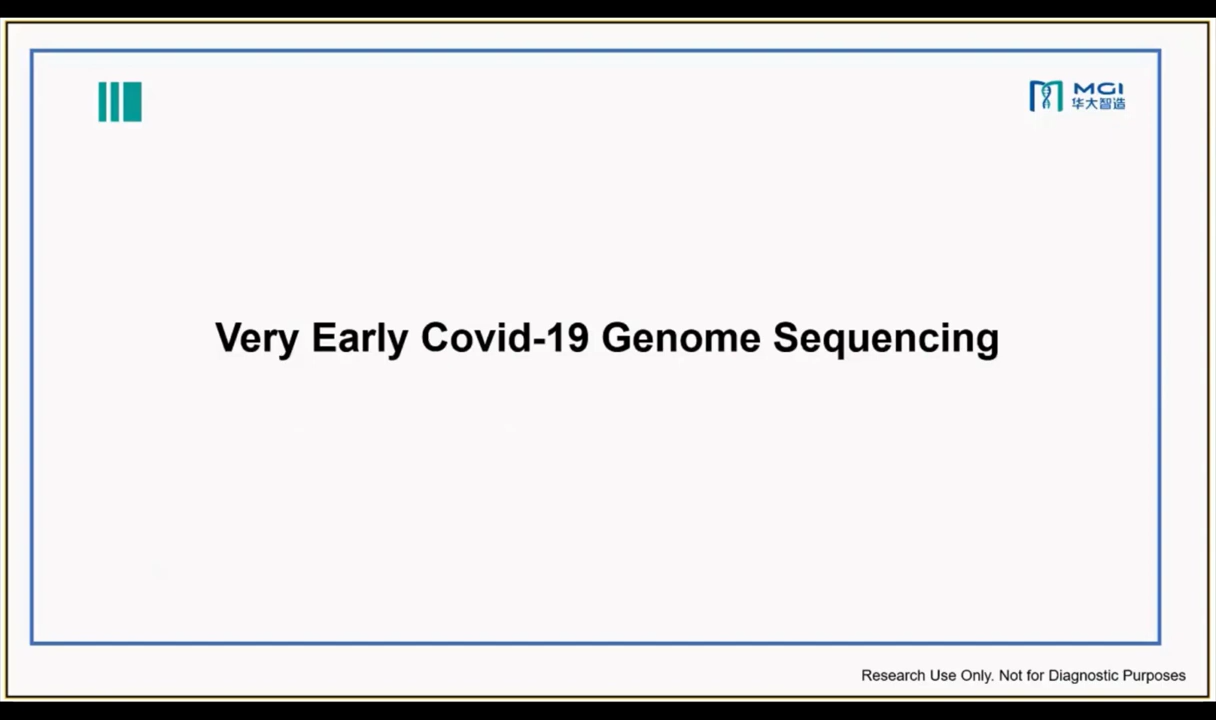 MGI
华大智造
Very Early Covid-19 Genome Sequencing
Research Use Only. Not for Diagnostic Purposes